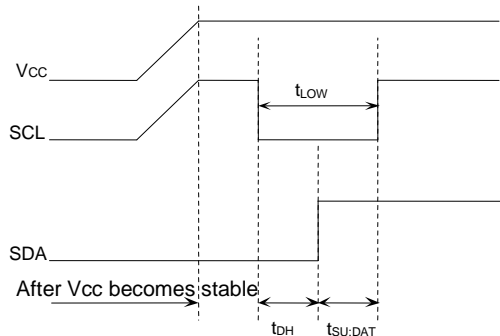 VCC
tLOW
SCL
SDA
After Vcc becomes stable
tDH
tSU:DAT